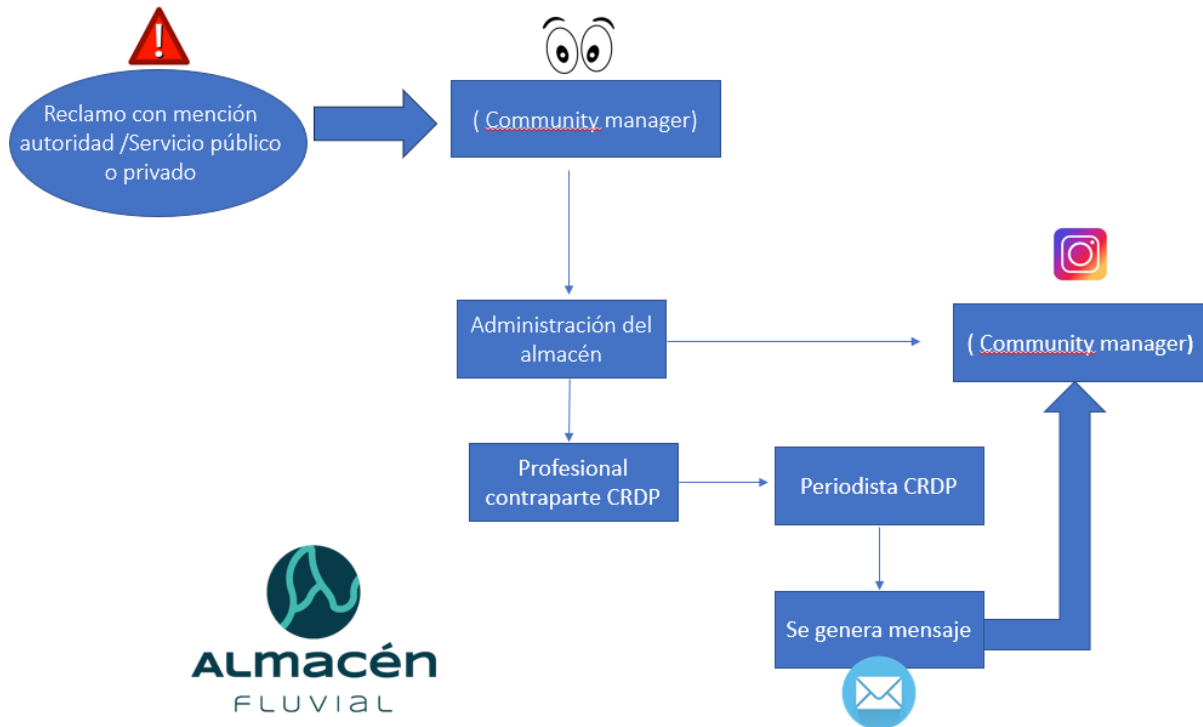 Reclamo con mención
autoridad /Servicio público
o privado
( Community manager)
Administración del
almacén
( Community manager)
Profesional
contraparte CRDP
Periodista CRDP
Se genera mensaje
ALmacén
FLUVIAL